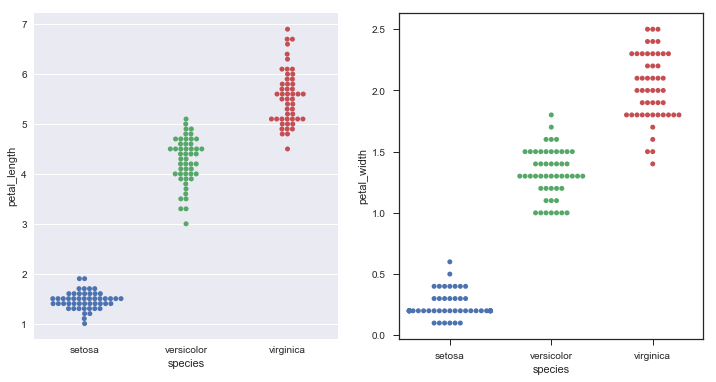 petal_length
7
6
5
4
3
2
1
setosa versicolor virginica
species
petal_width
2.5
2.0
1.5
1.0
0.5
0.0
setosa versicolor virginica
species